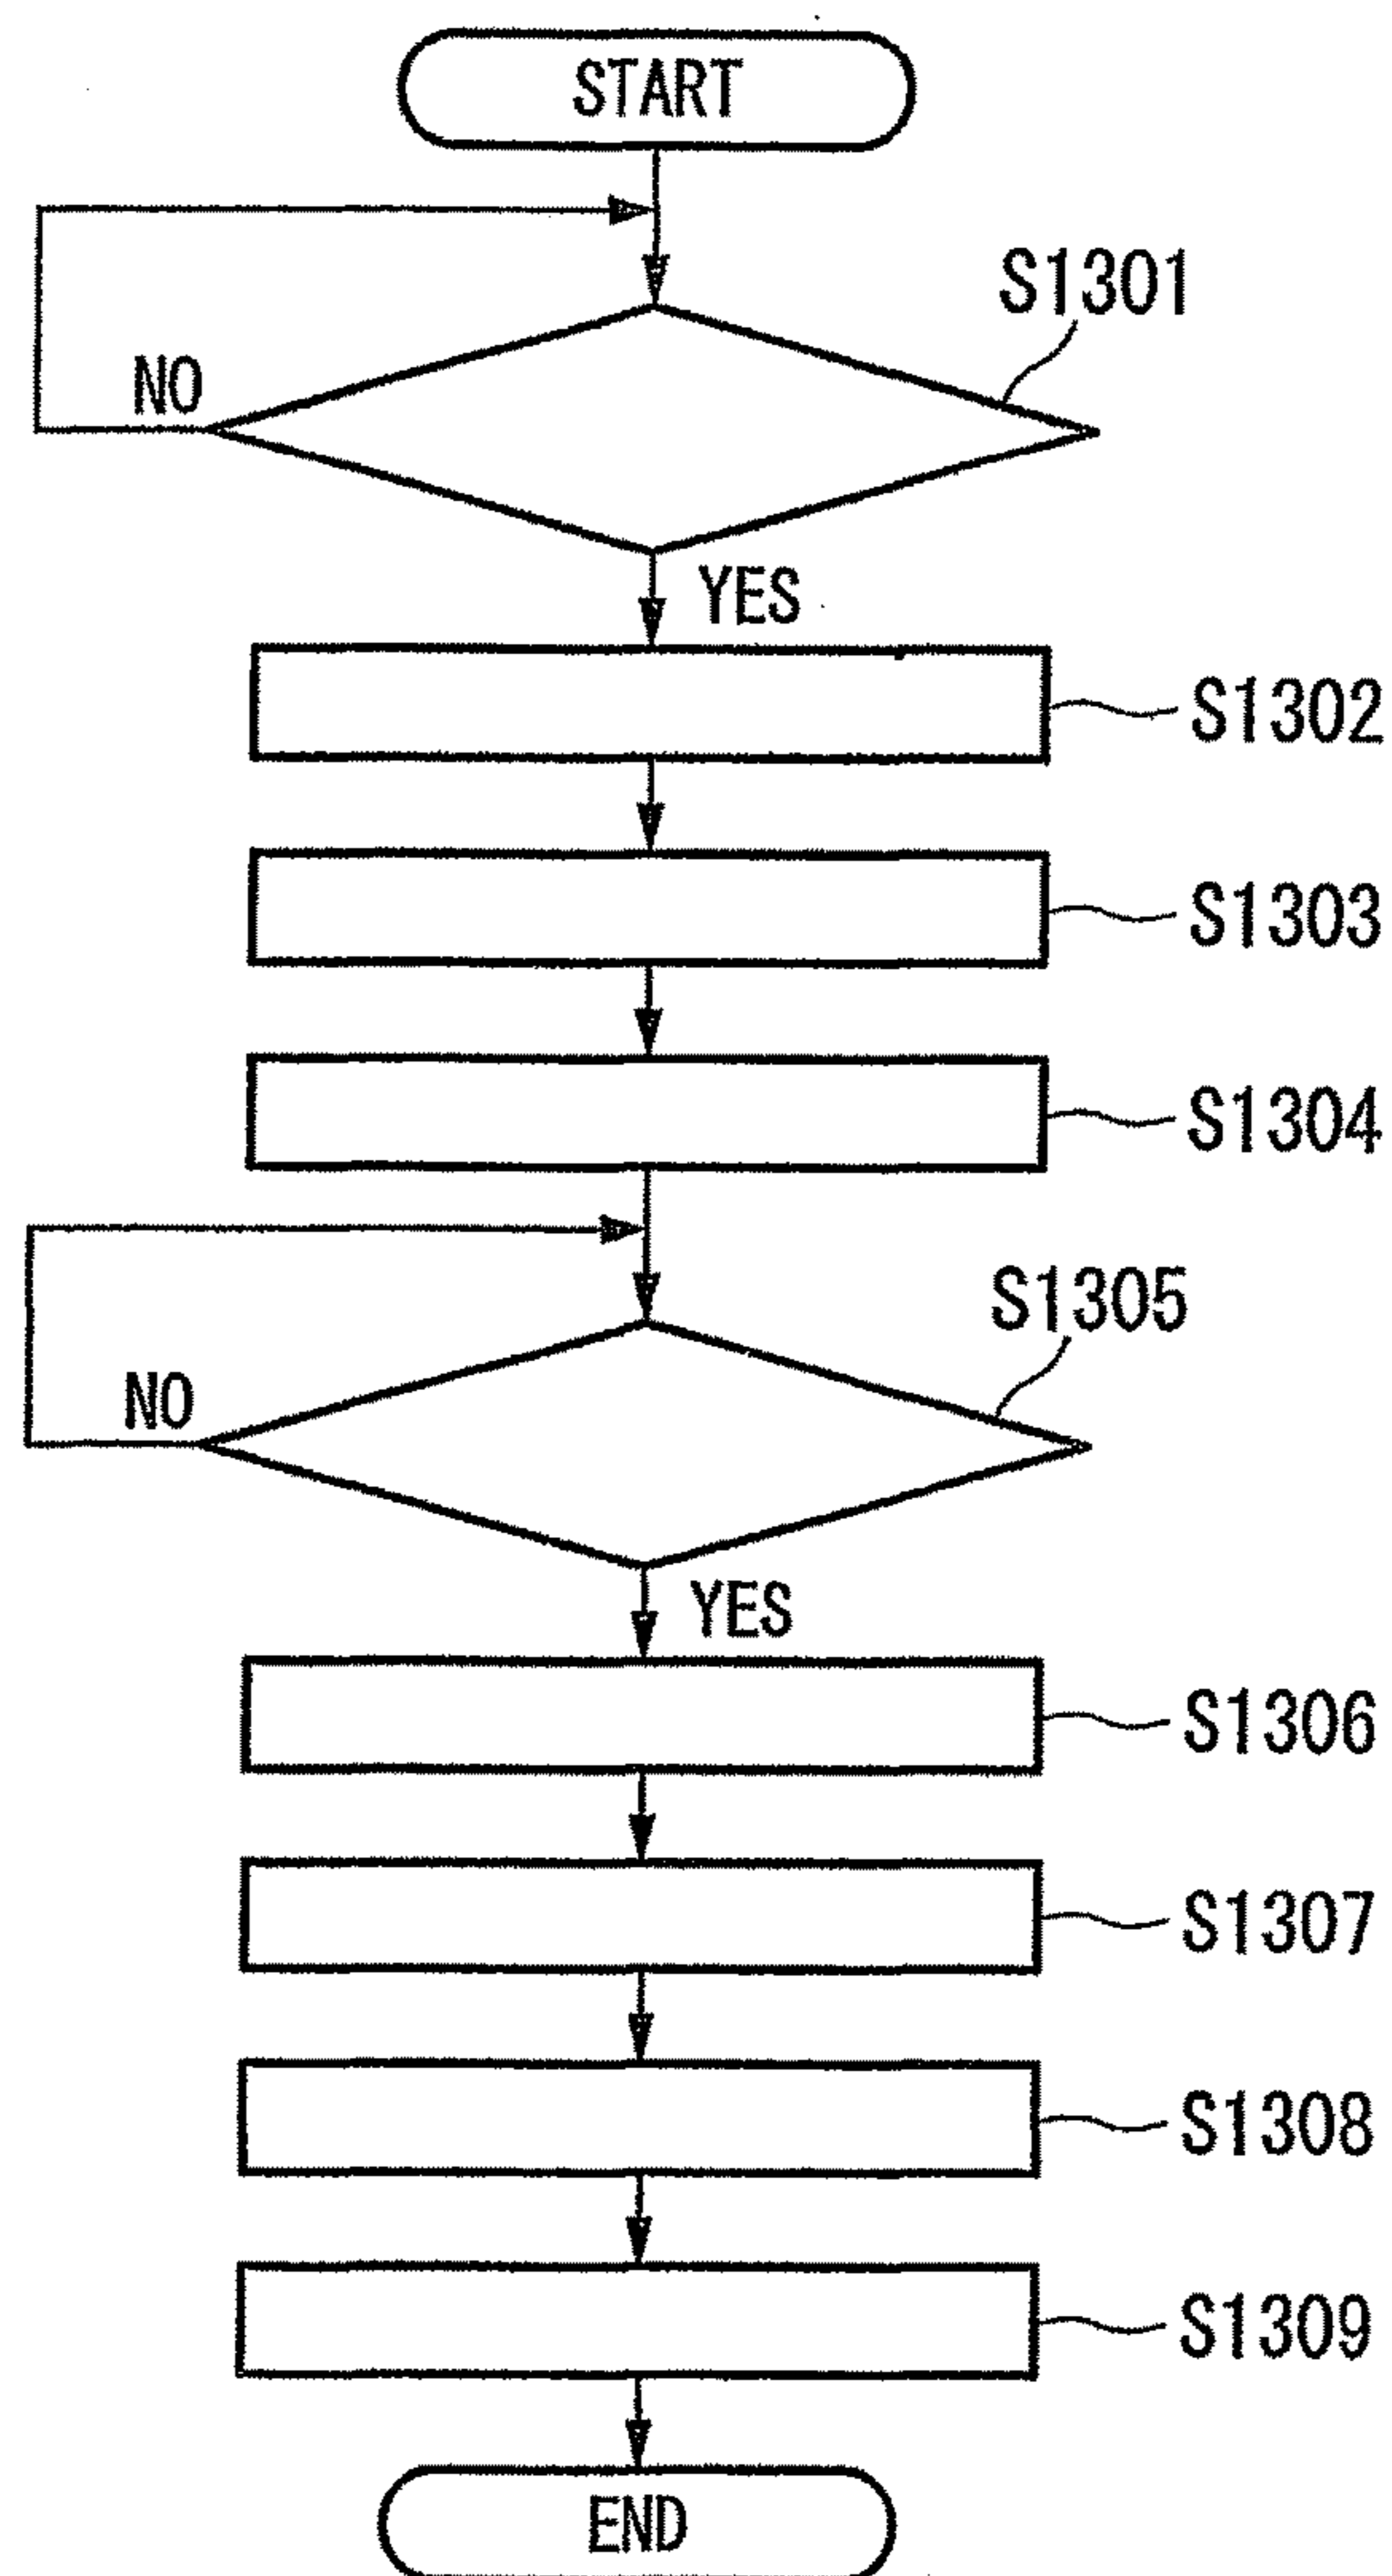 START
S1301
NO
YES
S1302
S1303
S1304
S1305
NO
YES
S1306
S1307
S1308
S1309
END